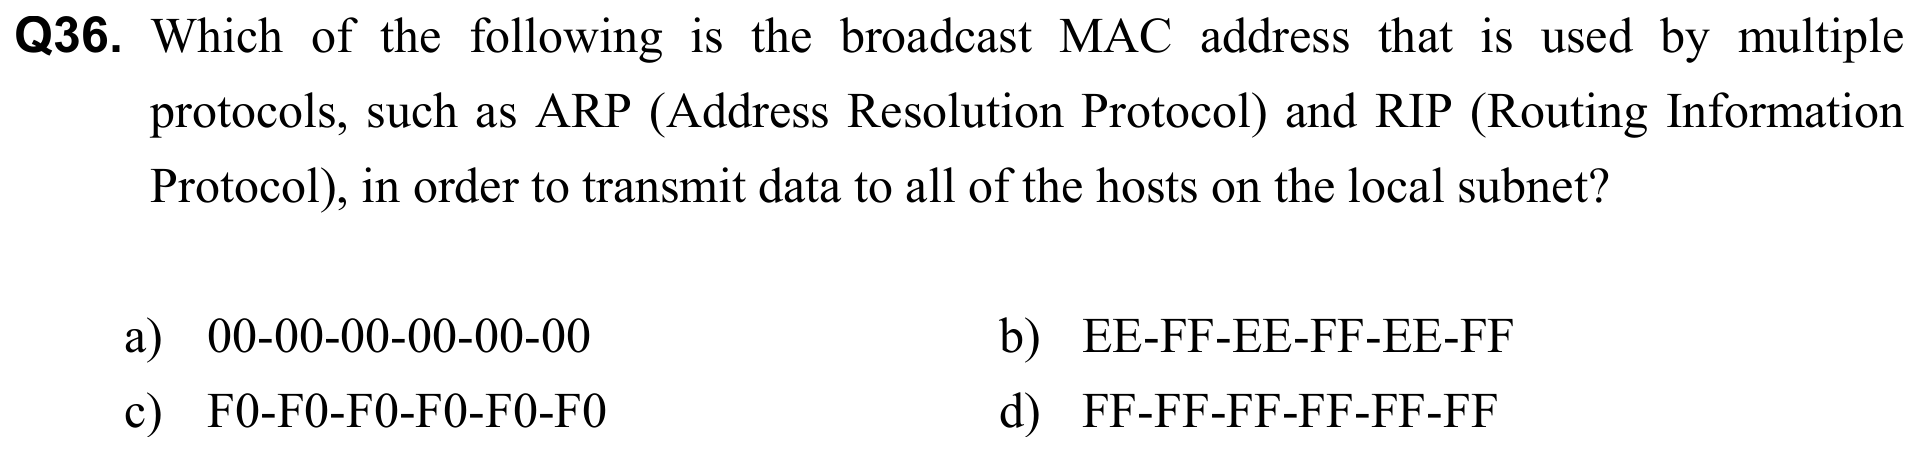 Q36. Which of the following is the broadcast MAC address that is used by multiple
protocols, such as ARP (Address Resolution Protocol) and RIP (Routing Information
Protocol), in order to transmit data to all of the hosts on the local subnet?
a) 00-00-00-00-00-00 b) EE-FF-EE-FF-EE-FF
c) F0-F0-F0-F0-F0-F0 d) FF-FF-FF-FF-FF-FF